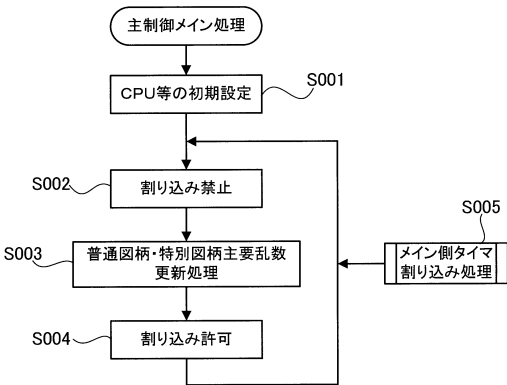 主制御メイン処理
CPU等の初期設定
S001
S002
割り込み禁止
S003
普通図柄・特別図柄主要乱数
更新処理
S005
メイン側タイマ
割り込み処理
S004
割り込み許可